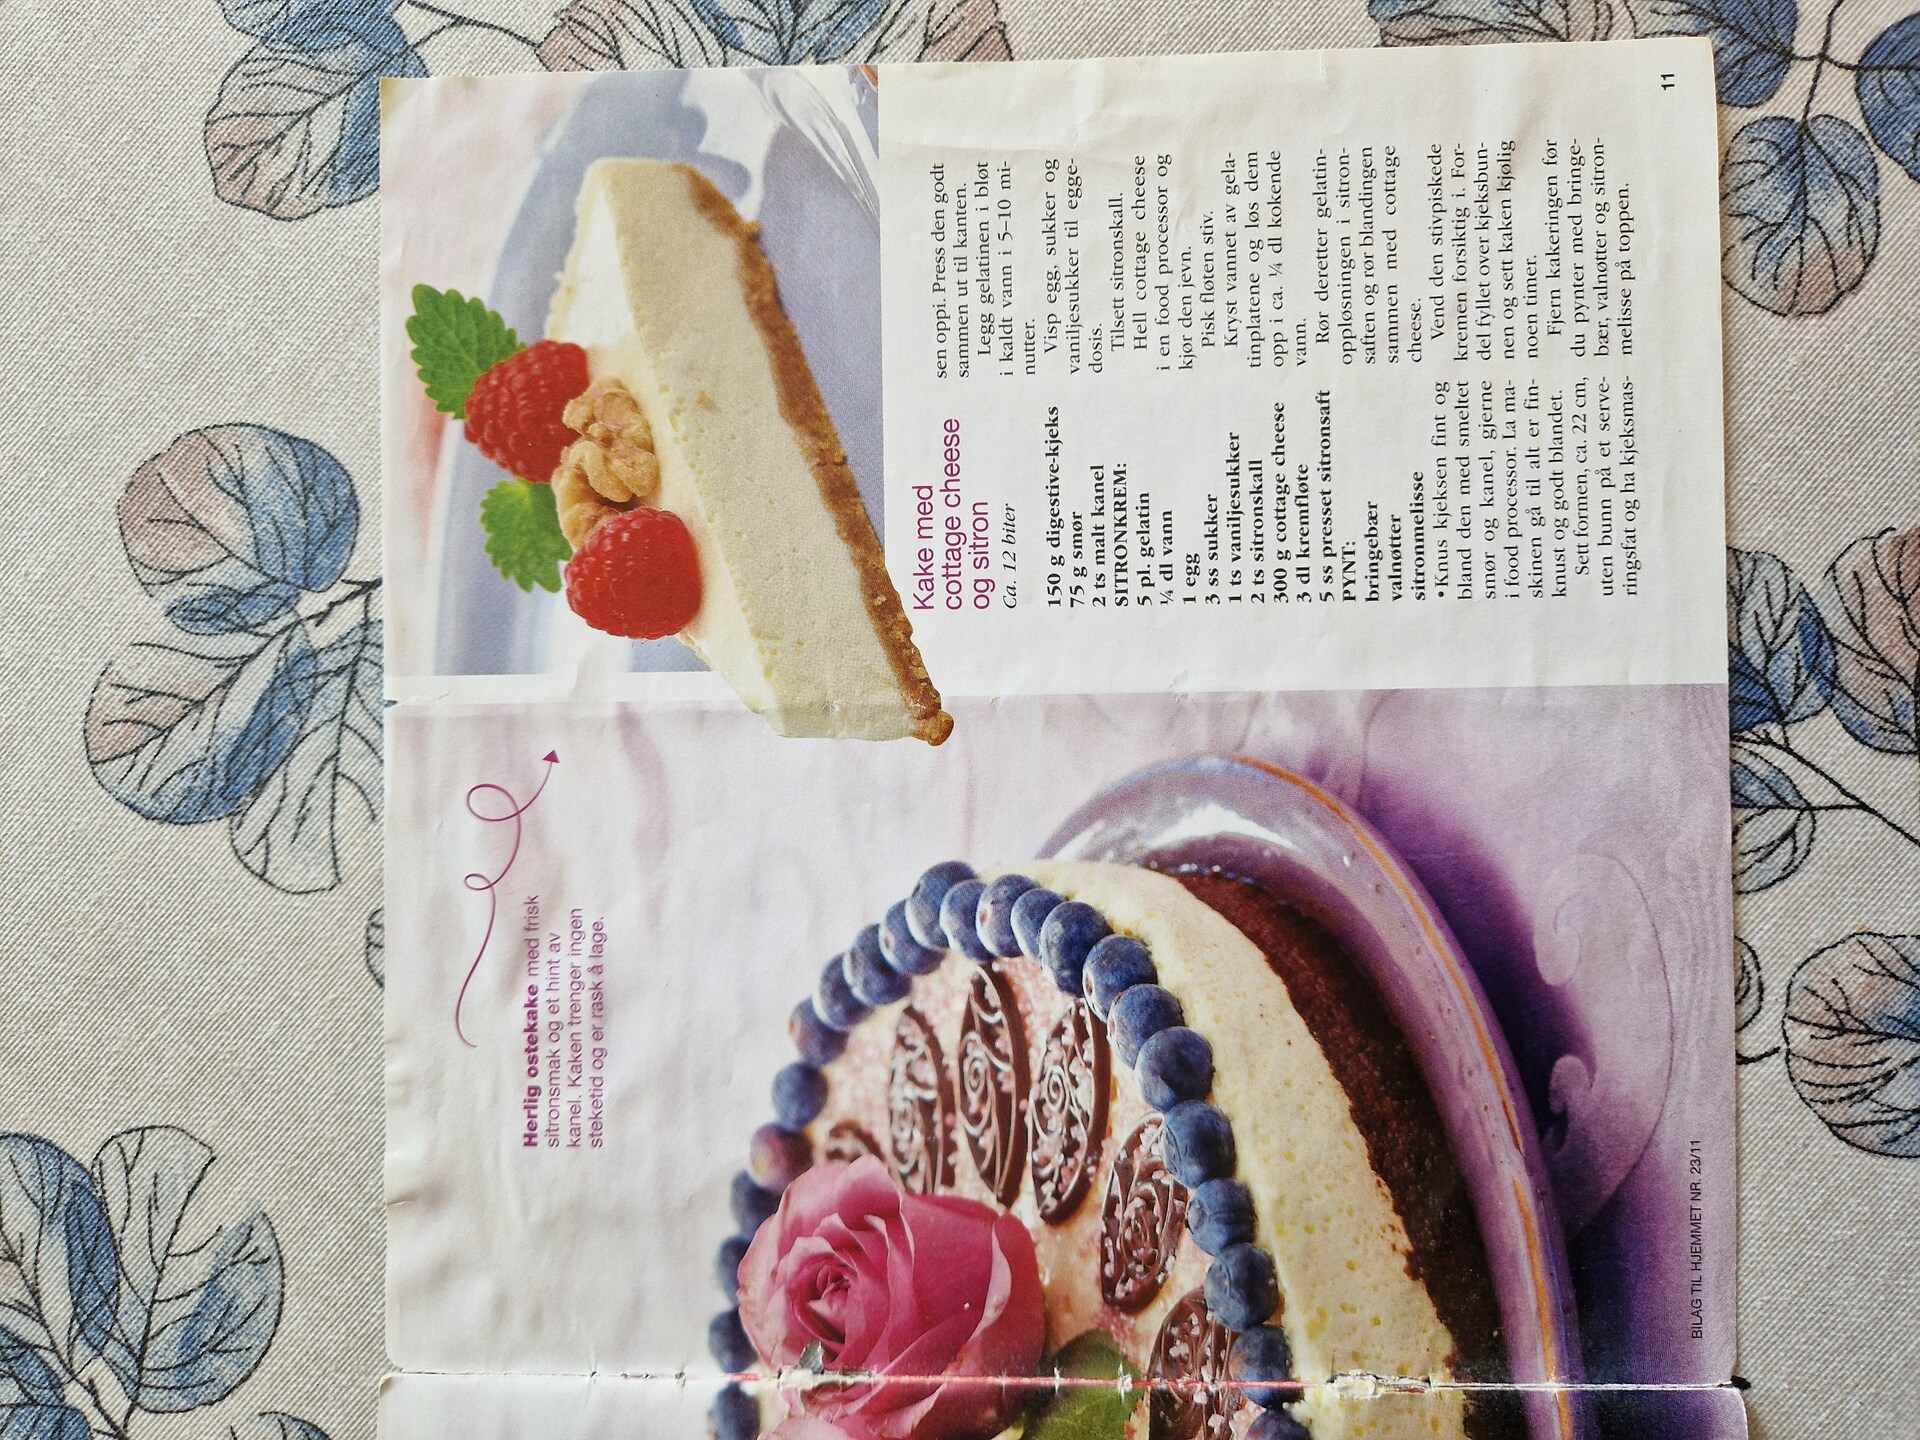 Herlig ostekake med frisk
sitronsmak og et hint av
kanel. Kaken trenger ingen
steketid og er rask å lage.
Kake med
cottage cheese
og sitron
Ca. 12 biter
150 g digestive-kjeks
75 g smør
2 ts malt kanel
SITRONKREM:
5 pl. gelatin
¼ dl vann
1 egg
3 ss sukker
1 ts vaniljesukker
2 ts sitronskall
300 g cottage cheese
3 dl kremfløte
5 ss presset sitronsaft
PYNT:
bringebær
valnøtter
sitronmelisse
•Knus kjeksen fint og
bland den med smeltet
smør og kanel, gjerne
i food processor. La ma-
skinen gå til alt er fin-
knust og godt blandet.
Sett formen, ca. 22 cm,
uten bunn på et serve-
ringsfat og ha kjeksmas-
sen oppi. Press den godt
sammen ut til kanten.
Legg gelatinen i bløt
i kaldt vann i 5–10 mi-
nutter.
Visp egg, sukker og
vaniljesukker til egge-
dosis.
Tilsett sitronskall.
Hell cottage cheese
i en food processor og
kjør den jevn.
Pisk fløten stiv.
Kryst vannet av gela-
tinplatene og løs dem
opp i ca. ¼ dl kokende
vann.
Rør deretter gelatin-
oppløsningen i sitron-
saften og rør blandingen
sammen med cottage
cheese.
Vend den stivpiskede
kremen forsiktig i. For-
del fyllet over kjeksbun-
nen og sett kaken kjølig
noen timer.
Fjern kakeringen før
du pynter med bringe-
bær, valnøtter og sitron-
melisse på toppen.
BILAG TIL HJEMMET NR. 23/11
11